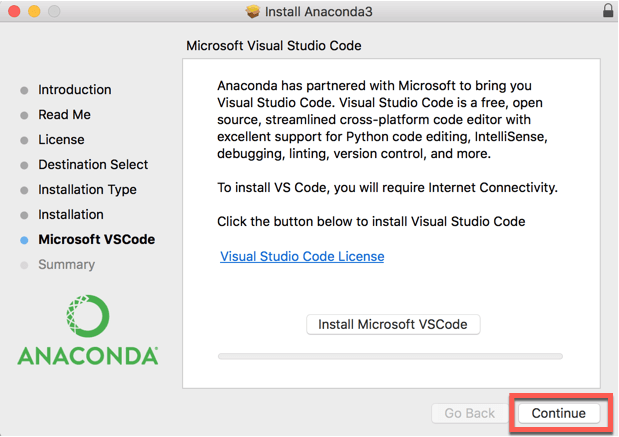 Install Anaconda3
Microsoft Visual Studio Code
Introduction
Read Me
License
Destination Select
Installation Type
Installation
Microsoft VSCode
Summary
ANACONDA
Anaconda has partnered with Microsoft to bring you
Visual Studio Code. Visual Studio Code is a free, open
source, streamlined cross-platform code editor with
excellent support for Python code editing, IntelliSense,
debugging, linting, version control, and more.
To install VS Code, you will require Internet Connectivity.
Click the button below to install Visual Studio Code
Visual Studio Code License
Install Microsoft VSCode
Go Back
Continue